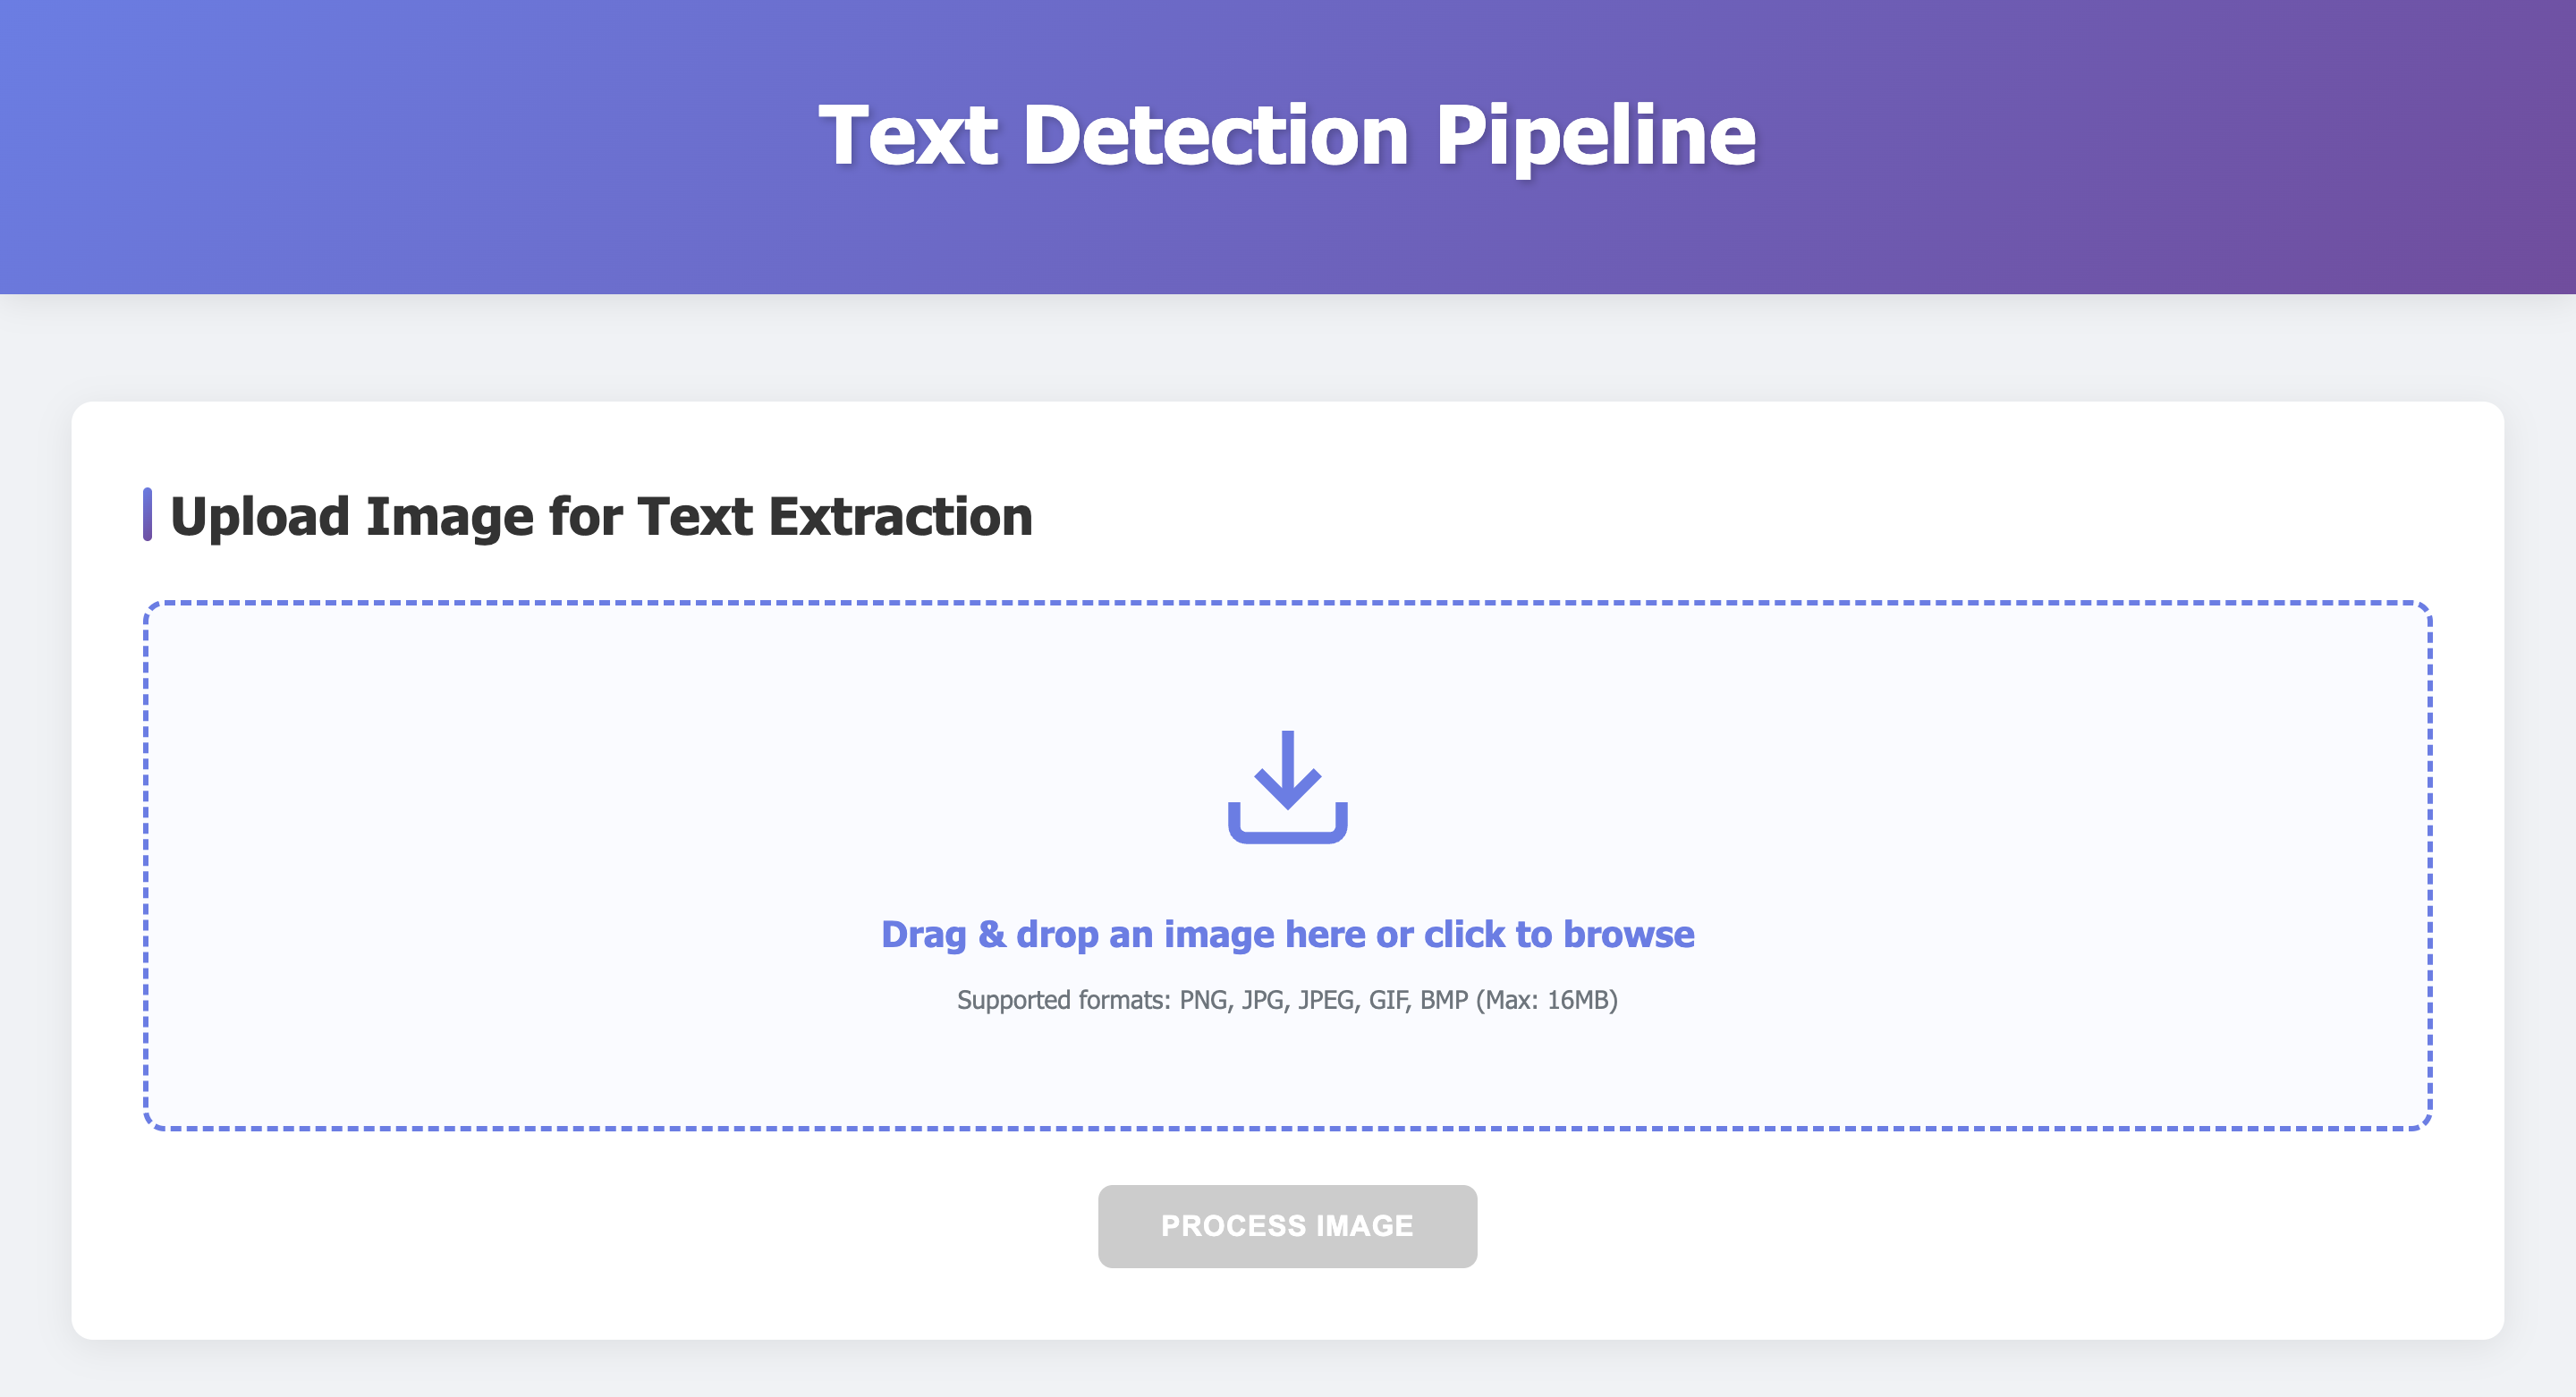 Text Detection Pipeline
Upload Image for Text Extraction
Drag & drop an image here or click to browse
Supported formats: PNG, JPG, JPEG, GIF, BMP (Max: 16MB)
PROCESS IMAGE